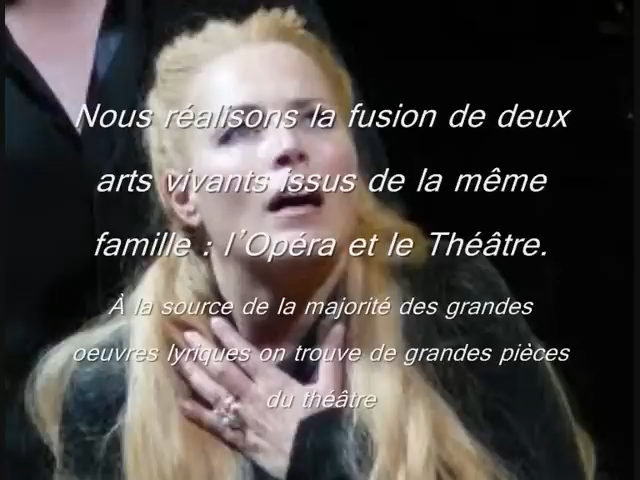 Nous réalisons la fusion de deux
arts vivants issus de la même
famille : l'Opéra et le Théâtre.
À la source de la majorité des grandes
oeuvres lyriques on trouve de grandes pièces
du théâtre